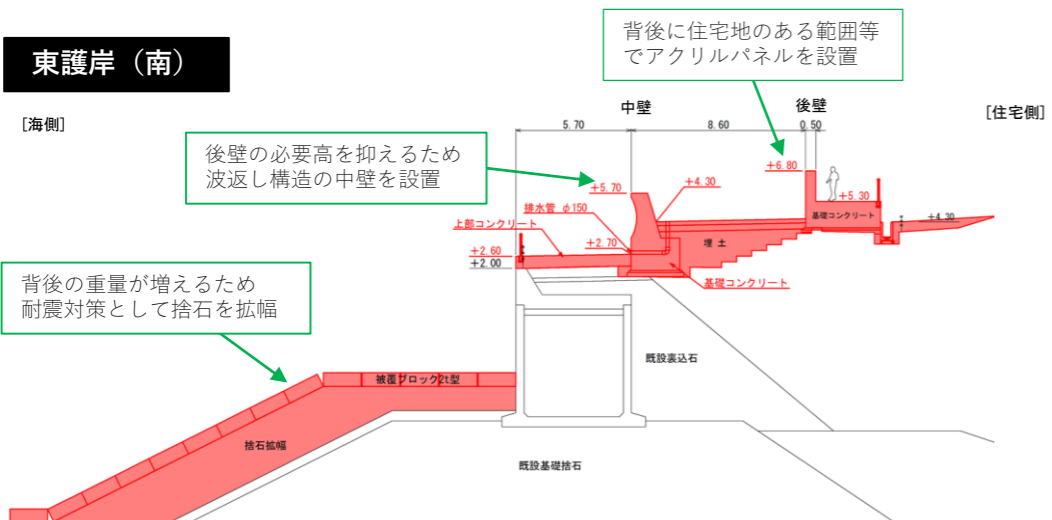 背後に住宅地のある範囲等
でアクリルパネルを設置
東護岸（南）
[海側]
中壁
後壁
[住宅側]
5.70
8.60
0.50
後壁の必要高を抑えるため
波返し構造の中壁を設置
+6.80
+5.70
+4.30
+5.30
排水管 φ150
基礎コンクリート
+4.30
上部コンクリート
+2.70
埋土
+2.60
+2.00
基礎コンクリート
背後の重量が増えるため
耐震対策として捨石を拡幅
既設裏込石
被覆ブロック2t型
捨石拡幅
既設基礎捨石